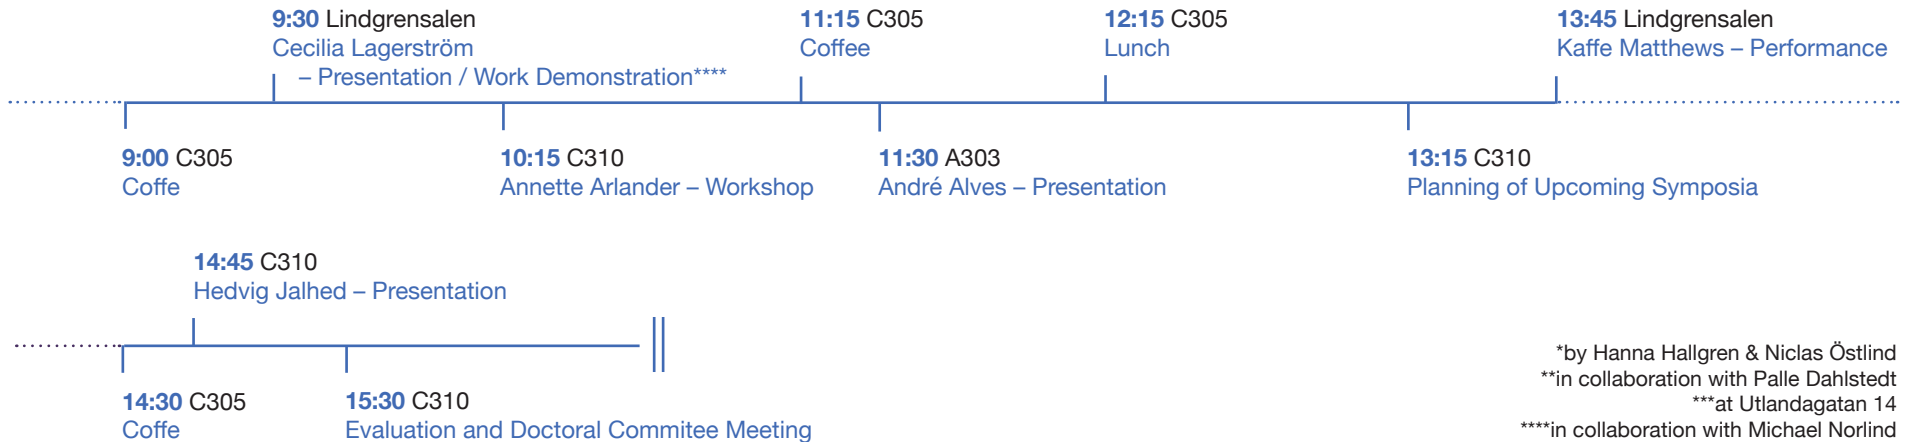 9:30 Lindgrensalen
Cecilia Lagerström
– Presentation / Work Demonstration****
11:15 C305
Coffee
12:15 C305
Lunch
13:45 Lindgrensalen
Kaffe Matthews – Performance
9:00 C305
Coffe
10:15 C310
Annette Arlander – Workshop
11:30 A303
André Alves – Presentation
13:15 C310
Planning of Upcoming Symposia
14:45 C310
Hedvig Jalhed – Presentation
14:30 C305
Coffe
15:30 C310
Evaluation and Doctoral Commitee Meeting
*by Hanna Hallgren & Niclas Östlind
**in collaboration with Palle Dahlstedt
***at Utlandagatan 14
****in collaboration with Michael Norlind